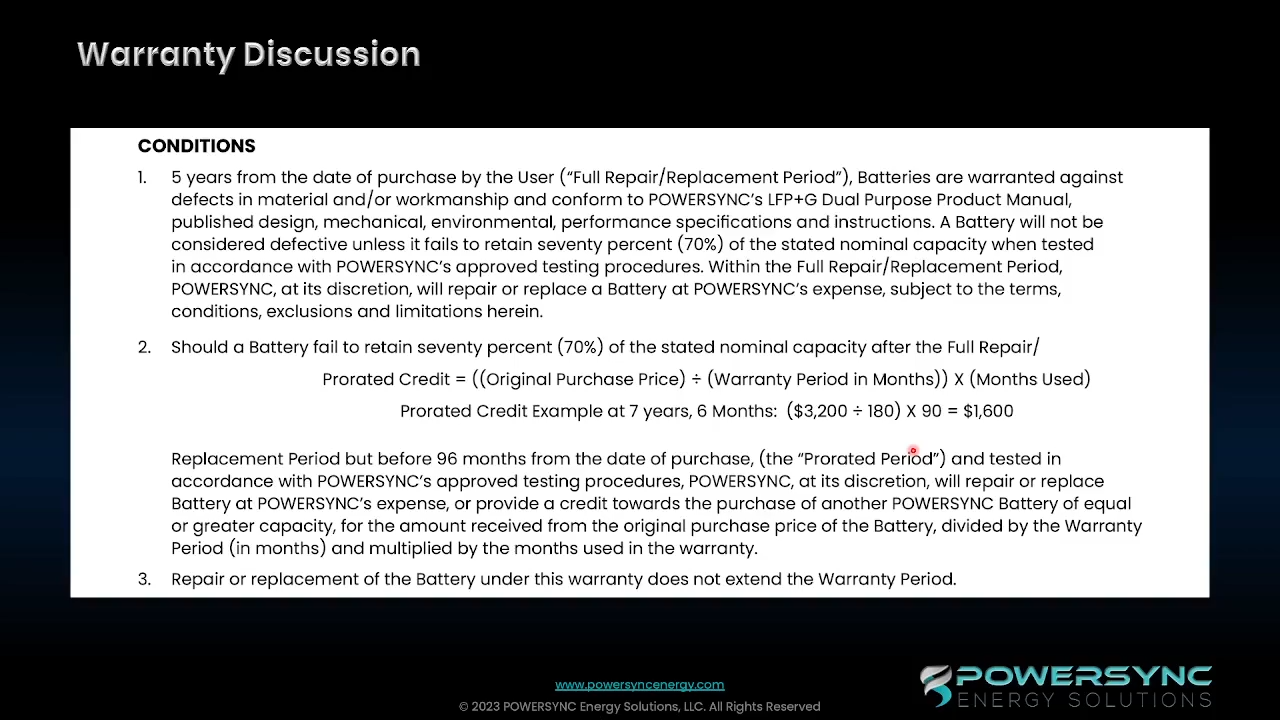 Warranty Discussion
CONDITIONS
1. 5 years from the date of purchase by the User (“Full Repair/Replacement Period”), Batteries are warranted against
defects in material and/or workmanship and conform to POWERSYNC’s LFP+G Dual Purpose Product Manual,
published design, mechanical, environmental, performance specifications and instructions. A Battery will not be
considered defective unless it fails to retain seventy percent (70%) of the stated nominal capacity when tested
in accordance with POWERSYNC’s approved testing procedures. Within the Full Repair/Replacement Period,
POWERSYNC, at its discretion, will repair or replace a Battery at POWERSYNC’s expense, subject to the terms,
conditions, exclusions and limitations herein.
2. Should a Battery fail to retain seventy percent (70%) of the stated nominal capacity after the Full Repair/
Prorated Credit = ((Original Purchase Price) ÷ (Warranty Period in Months)) X (Months Used)
Prorated Credit Example at 7 years, 6 Months: ($3,200 ÷ 180) X 90 = $1,600
Replacement Period but before 96 months from the date of purchase, (the “Prorated Period”) and tested in
accordance with POWERSYNC’s approved testing procedures, POWERSYNC, at its discretion, will repair or replace
Battery at POWERSYNC’s expense, or provide a credit towards the purchase of another POWERSYNC Battery of equal
or greater capacity, for the amount received from the original purchase price of the Battery, divided by the Warranty
Period (in months) and multiplied by the months used in the warranty.
3. Repair or replacement of the Battery under this warranty does not extend the Warranty Period.
www.powersyncenergy.com
© 2023 POWERSYNC Energy Solutions, LLC. All Rights Reserved
POWERSYNC
ENERGY SOLUTIONS